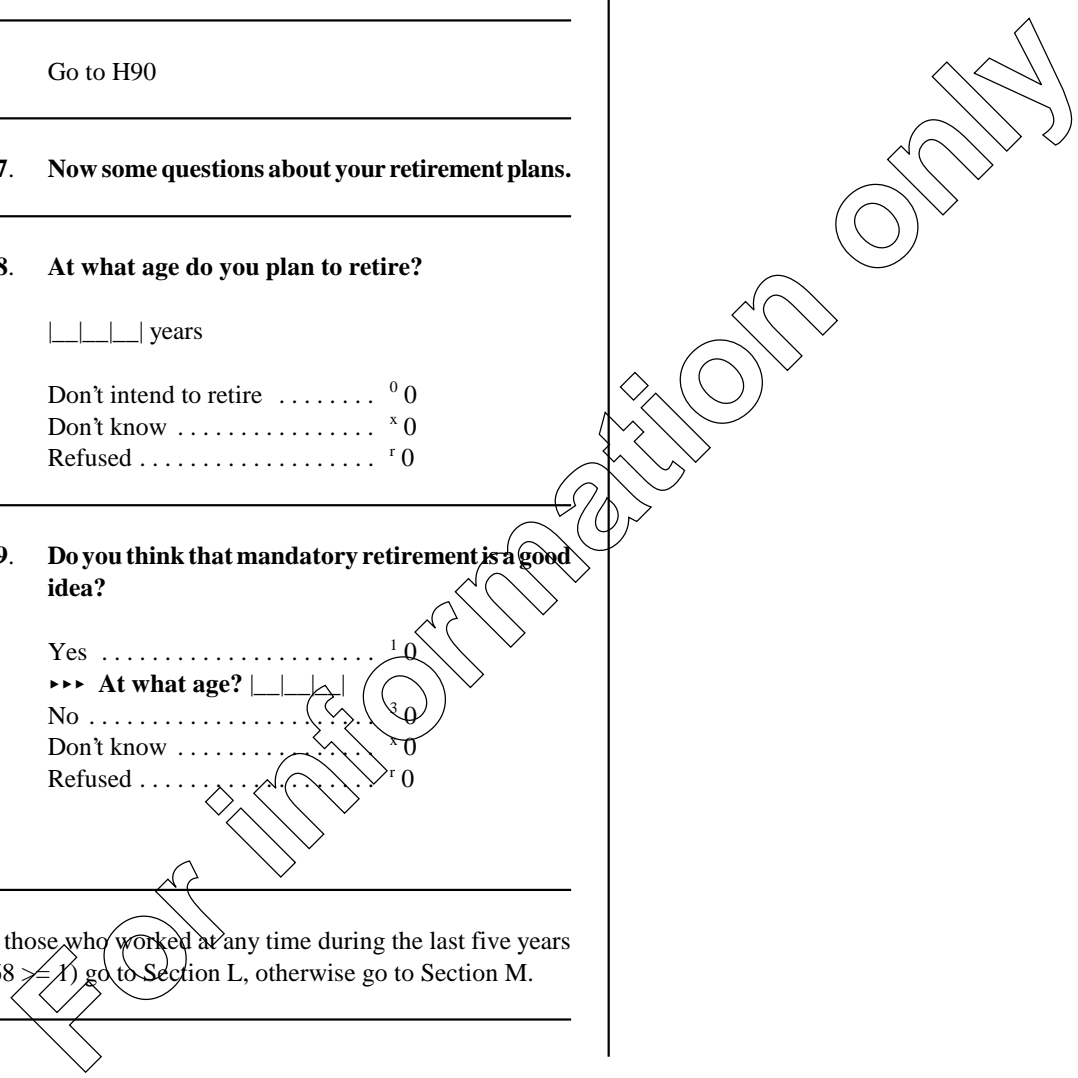 Go to H90
7. Now some questions about your retirement plans.
8. At what age do you plan to retire?
|__|__|__| years
Don't intend to retire ........ ⁰ 0
Don't know ................ ˣ 0
Refused ................... ʳ 0
9. Do you think that mandatory retirement is a good
idea?
Yes ...................... ¹ 0
▸▸▸ At what age? |__|__|__|
No ....................... ³ 0
Don't know ................ ˣ 0
Refused ................... ʳ 0
those who worked at any time during the last five years
8 >= 1) go to Section L, otherwise go to Section M.
For information only